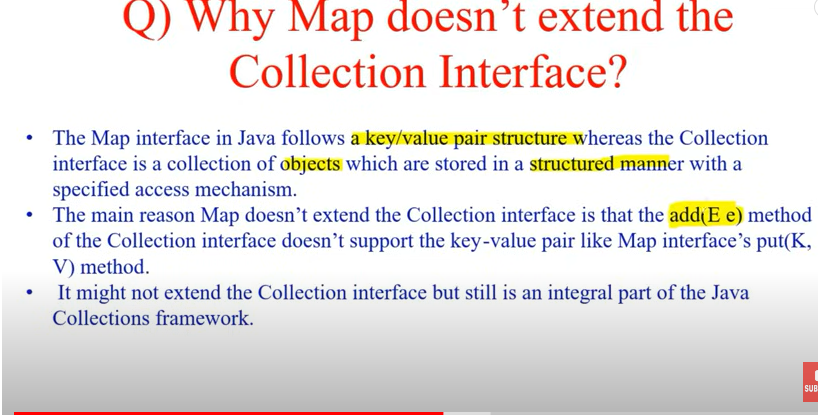 Q) Why Map doesn’t extend the
Collection Interface?
• The Map interface in Java follows a key/value pair structure whereas the Collection
interface is a collection of objects which are stored in a structured manner with a
specified access mechanism.
• The main reason Map doesn’t extend the Collection interface is that the add(E e) method
of the Collection interface doesn’t support the key-value pair like Map interface’s put(K,
V) method.
• It might not extend the Collection interface but still is an integral part of the Java
Collections framework.
SUB